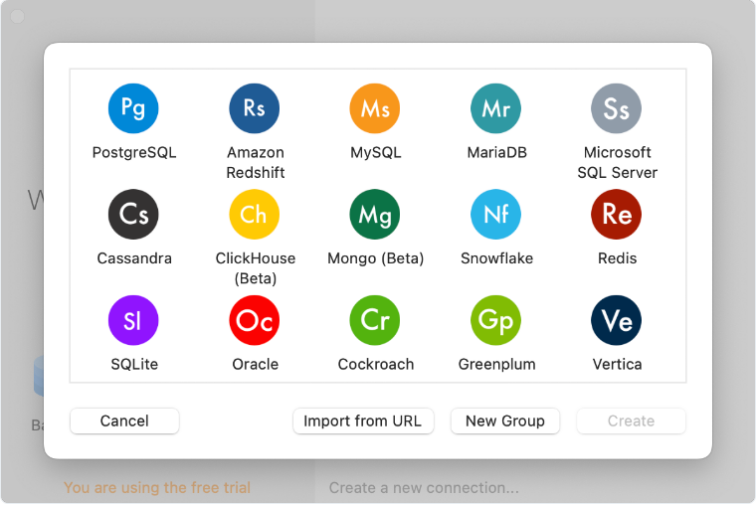 Pg Rs Ms Mr Ss
PostgreSQL Amazon Redshift MySQL MariaDB Microsoft SQL Server
Cs Ch Mg Nf Re
Cassandra ClickHouse (Beta) Mongo (Beta) Snowflake Redis
Sl Oc Cr Gp Ve
SQLite Oracle Cockroach Greenplum Vertica
Cancel Import from URL New Group Create
You are using the free trial Create a new connection...